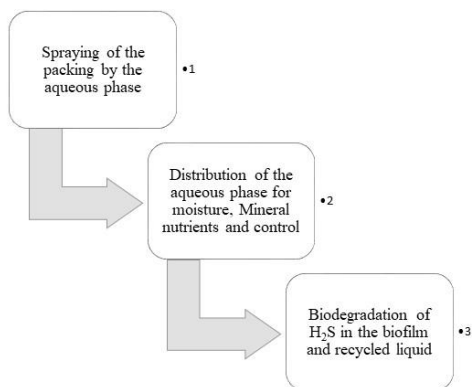 Spraying of the
packing by the
aqueous phase
•1
Distribution of the
aqueous phase for
moisture, Mineral
nutrients and control
•2
Biodegradation of
H₂S in the biofilm
and recycled liquid
•3